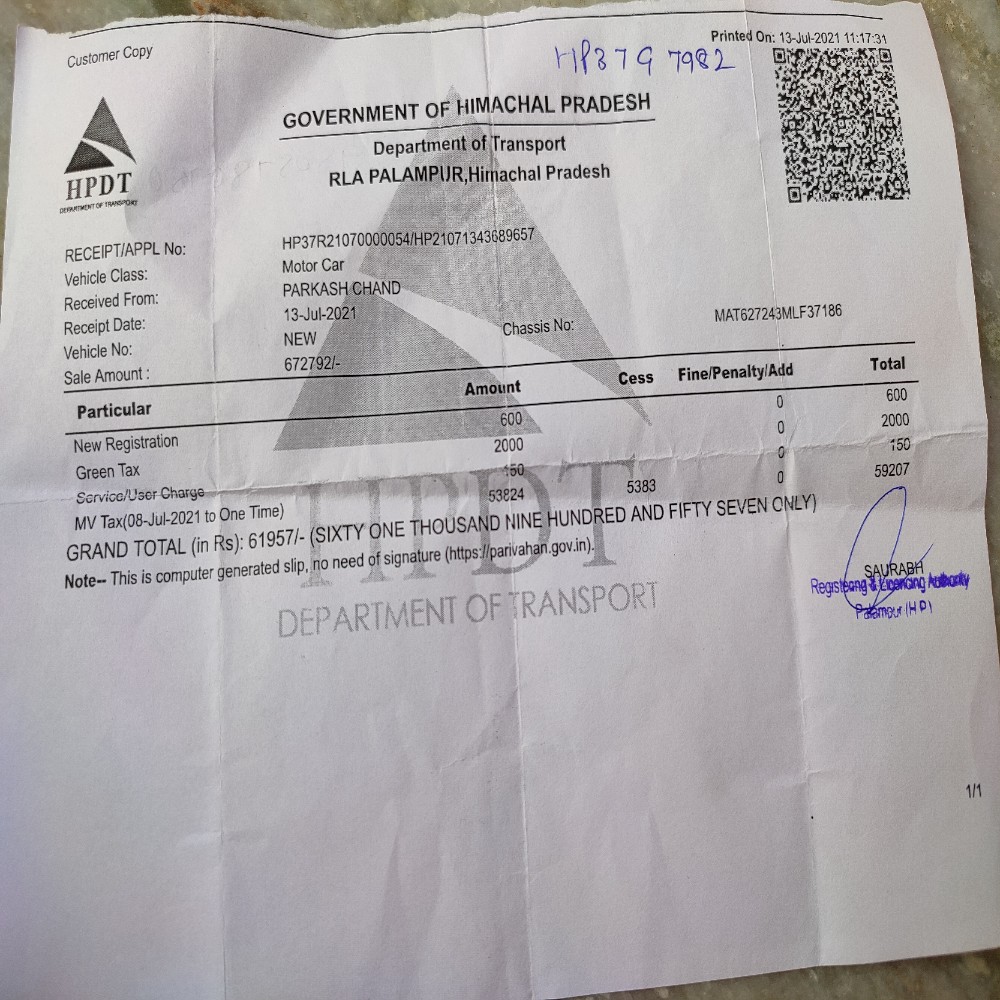 Customer Copy
Printed On: 13-Jul-2021 11:17:31
HP37G 7982
HPDT
DEPARTMENT OF TRANSPORT
GOVERNMENT OF HIMACHAL PRADESH
Department of Transport
RLA PALAMPUR,Himachal Pradesh
RECEIPT/APPL No: HP37R21070000054/HP21071343689657
Vehicle Class: Motor Car
Received From: PARKASH CHAND
Receipt Date: 13-Jul-2021
Vehicle No: NEW Chassis No: MAT627243MLF37186
Sale Amount : 672792/-
Particular Amount Cess Fine/Penalty/Add Total
New Registration 600 0 600
Green Tax 2000 0 2000
Service/User Charge 150 0 150
MV Tax(08-Jul-2021 to One Time) 53824 5383 0 59207
GRAND TOTAL (in Rs): 61957/- (SIXTY ONE THOUSAND NINE HUNDRED AND FIFTY SEVEN ONLY)
Note-- This is computer generated slip, no need of signature (https://parivahan.gov.in).
SAURABH
Registering & Licencing Authority
Palampur (H P)
HPDT
DEPARTMENT OF TRANSPORT
1/1